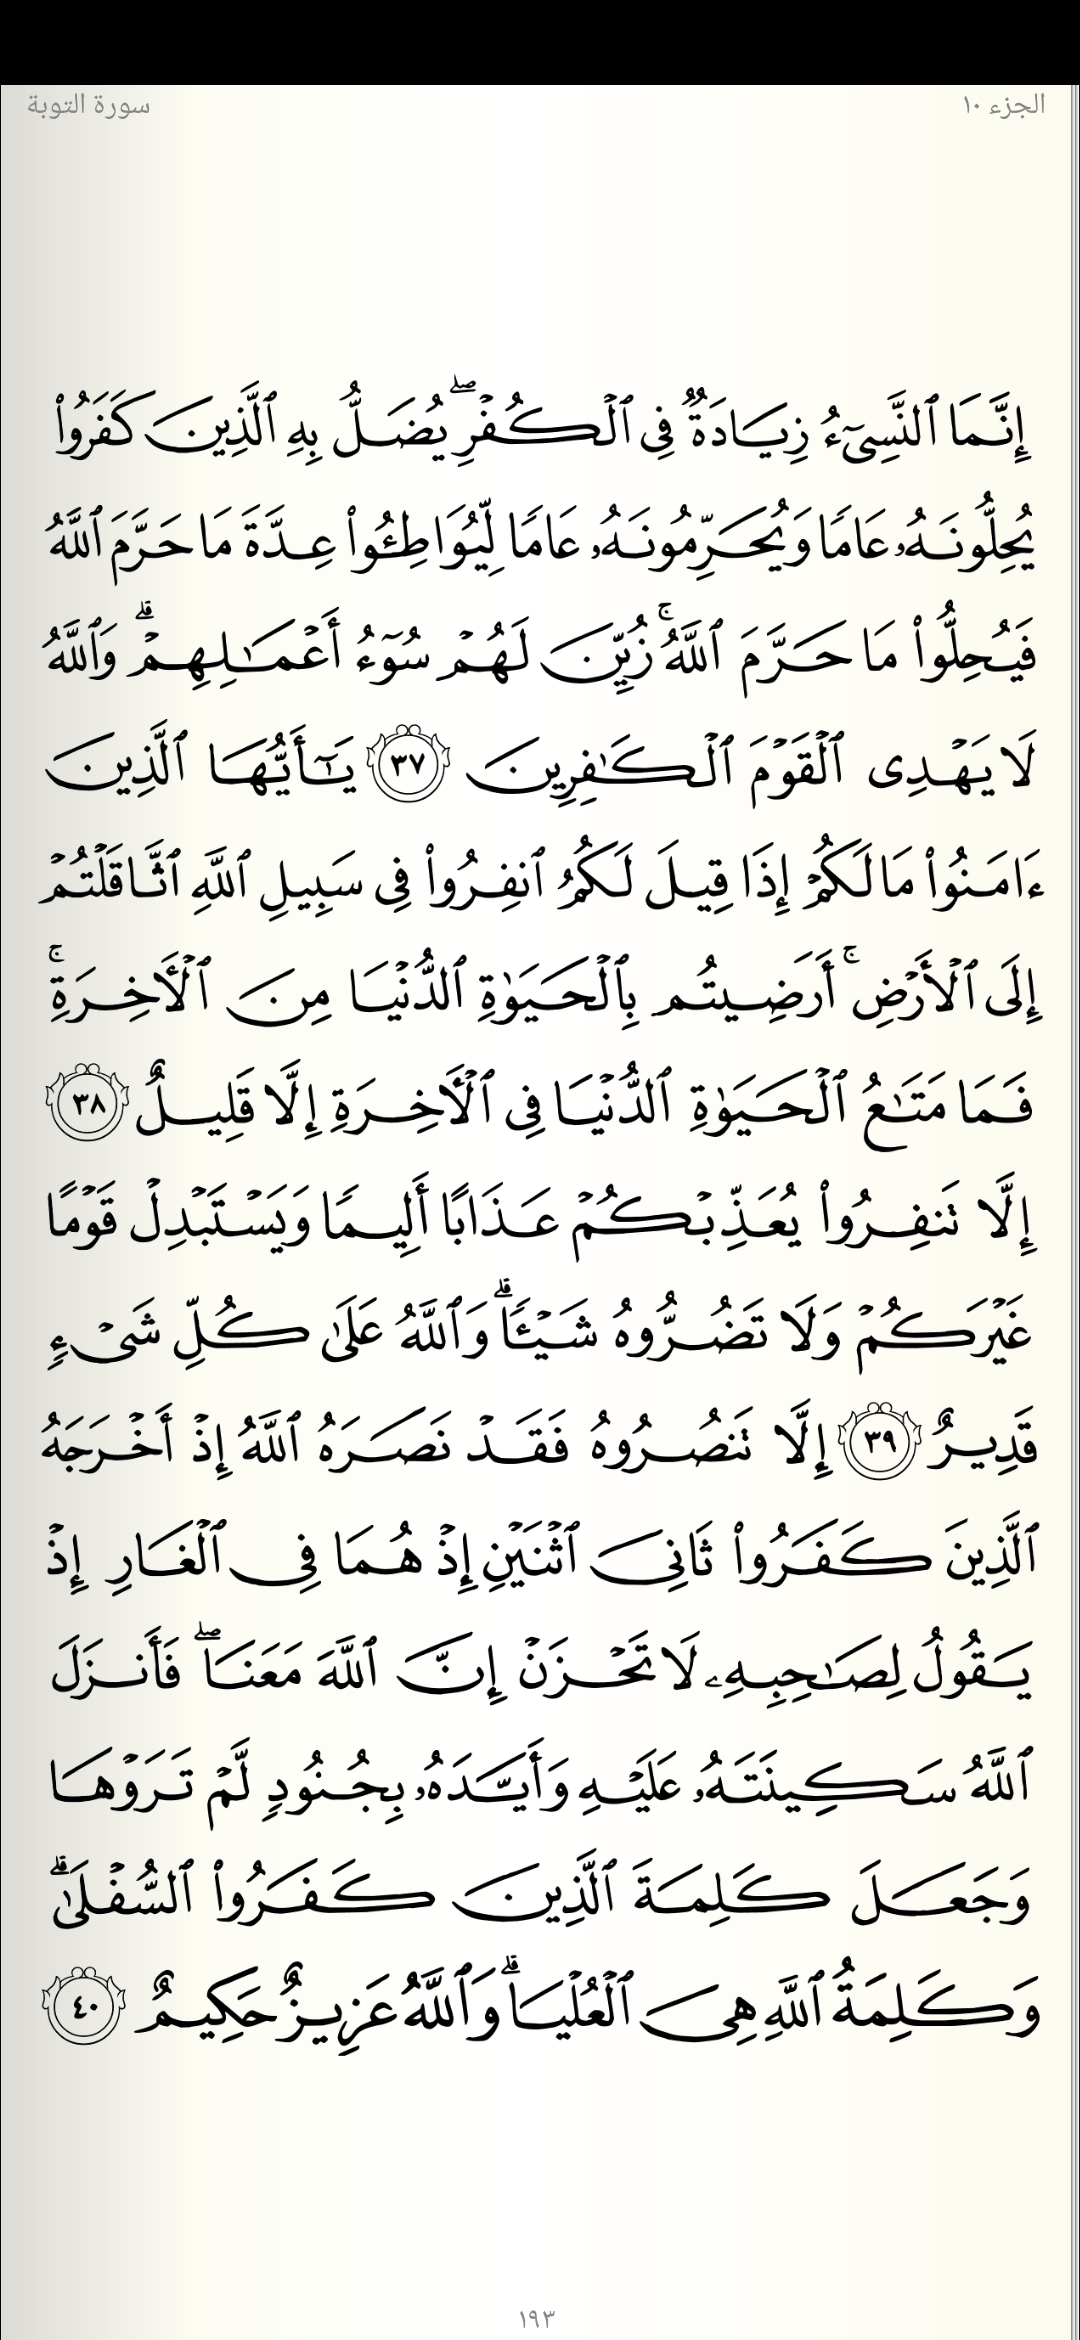 الجزء ١٠
سورة التوبة
إِنَّمَا ٱلنَّسِىٓءُ زِيَادَةٌ فِى ٱلْكُفْرِ ۖ يُضَلُّ بِهِ ٱلَّذِينَ كَفَرُوا۟
يُحِلُّونَهُۥ عَامًا وَيُحَرِّمُونَهُۥ عَامًا لِّيُوَاطِـُٔوا۟ عِدَّةَ مَا حَرَّمَ ٱللَّهُ
فَيُحِلُّوا۟ مَا حَرَّمَ ٱللَّهُ ۚ زُيِّنَ لَهُمْ سُوٓءُ أَعْمَـٰلِهِمْ ۗ وَٱللَّهُ
لَا يَهْدِى ٱلْقَوْمَ ٱلْكَـٰفِرِينَ ٣٧ يَـٰٓأَيُّهَا ٱلَّذِينَ
ءَامَنُوا۟ مَا لَكُمْ إِذَا قِيلَ لَكُمُ ٱنفِرُوا۟ فِى سَبِيلِ ٱللَّهِ ٱثَّاقَلْتُمْ
إِلَى ٱلْأَرْضِ ۚ أَرَضِيتُم بِٱلْحَيَوٰةِ ٱلدُّنْيَا مِنَ ٱلْـَٔاخِرَةِ ۚ
فَمَا مَتَـٰعُ ٱلْحَيَوٰةِ ٱلدُّنْيَا فِى ٱلْـَٔاخِرَةِ إِلَّا قَلِيلٌ ٣٨
إِلَّا تَنفِرُوا۟ يُعَذِّبْكُمْ عَذَابًا أَلِيمًا وَيَسْتَبْدِلْ قَوْمًا
غَيْرَكُمْ وَلَا تَضُرُّوهُ شَيْـًٔا ۗ وَٱللَّهُ عَلَىٰ كُلِّ شَىْءٍ
قَدِيرٌ ٣٩ إِلَّا تَنصُرُوهُ فَقَدْ نَصَرَهُ ٱللَّهُ إِذْ أَخْرَجَهُ
ٱلَّذِينَ كَفَرُوا۟ ثَانِىَ ٱثْنَيْنِ إِذْ هُمَا فِى ٱلْغَارِ إِذْ
يَقُولُ لِصَـٰحِبِهِۦ لَا تَحْزَنْ إِنَّ ٱللَّهَ مَعَنَا ۖ فَأَنزَلَ
ٱللَّهُ سَكِينَتَهُۥ عَلَيْهِ وَأَيَّدَهُۥ بِجُنُودٍ لَّمْ تَرَوْهَا
وَجَعَلَ كَلِمَةَ ٱلَّذِينَ كَفَرُوا۟ ٱلسُّفْلَىٰ ۗ
وَكَلِمَةُ ٱللَّهِ هِىَ ٱلْعُلْيَا ۗ وَٱللَّهُ عَزِيزٌ حَكِيمٌ ٤٠
١٩٣